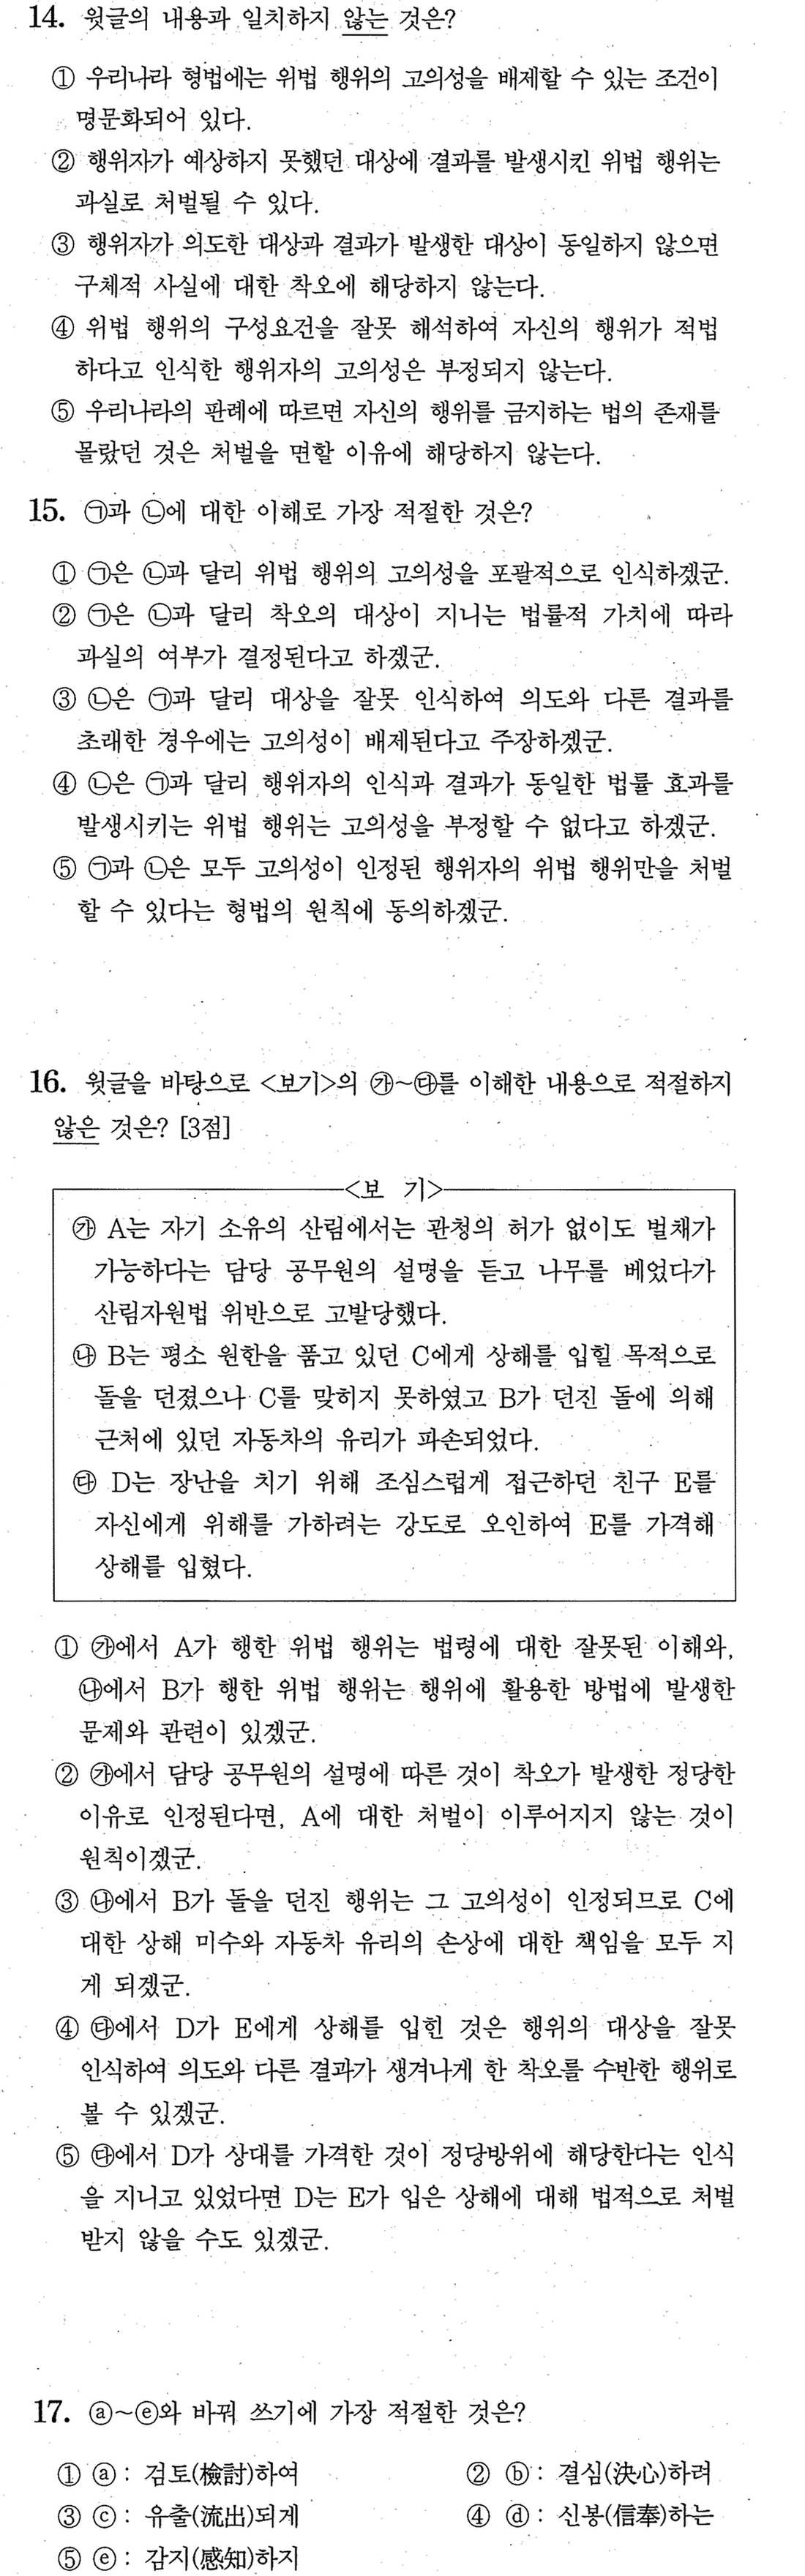 14. 윗글의 내용과 일치하지 않는 것은?
① 우리나라 형법에는 위법 행위의 고의성을 배제할 수 있는 조건이
명문화되어 있다.
② 행위자가 예상하지 못했던 대상에 결과를 발생시킨 위법 행위는
과실로 처벌될 수 있다.
③ 행위자가 의도한 대상과 결과가 발생한 대상이 동일하지 않으면
구체적 사실에 대한 착오에 해당하지 않는다.
④ 위법 행위의 구성요건을 잘못 해석하여 자신의 행위가 적법
하다고 인식한 행위자의 고의성은 부정되지 않는다.
⑤ 우리나라의 판례에 따르면 자신의 행위를 금지하는 법의 존재를
몰랐던 것은 처벌을 면할 이유에 해당하지 않는다.
15. ㉠과 ㉡에 대한 이해로 가장 적절한 것은?
① ㉠은 ㉡과 달리 위법 행위의 고의성을 포괄적으로 인식하겠군.
② ㉠은 ㉡과 달리 착오의 대상이 지니는 법률적 가치에 따라
과실의 여부가 결정된다고 하겠군.
③ ㉡은 ㉠과 달리 대상을 잘못 인식하여 의도와 다른 결과를
초래한 경우에는 고의성이 배제된다고 주장하겠군.
④ ㉡은 ㉠과 달리 행위자의 인식과 결과가 동일한 법률 효과를
발생시키는 위법 행위는 고의성을 부정할 수 없다고 하겠군.
⑤ ㉠과 ㉡은 모두 고의성이 인정된 행위자의 위법 행위만을 처벌
할 수 있다는 형법의 원칙에 동의하겠군.
16. 윗글을 바탕으로 <보기>의 ㉮~㉰를 이해한 내용으로 적절하지
않은 것은? [3점]
<보 기>
㉮ A는 자기 소유의 산림에서는 관청의 허가 없이도 벌채가
가능하다는 담당 공무원의 설명을 듣고 나무를 베었다가
산림자원법 위반으로 고발당했다.
㉯ B는 평소 원한을 품고 있던 C에게 상해를 입힐 목적으로
돌을 던졌으나 C를 맞히지 못하였고 B가 던진 돌에 의해
근처에 있던 자동차의 유리가 파손되었다.
㉰ D는 장난을 치기 위해 조심스럽게 접근하던 친구 E를
자신에게 위해를 가하려는 강도로 오인하여 E를 가격해
상해를 입혔다.
① ㉮에서 A가 행한 위법 행위는 법령에 대한 잘못된 이해와,
㉯에서 B가 행한 위법 행위는 행위에 활용한 방법에 발생한
문제와 관련이 있겠군.
② ㉮에서 담당 공무원의 설명에 따른 것이 착오가 발생한 정당한
이유로 인정된다면, A에 대한 처벌이 이루어지지 않는 것이
원칙이겠군.
③ ㉯에서 B가 돌을 던진 행위는 그 고의성이 인정되므로 C에
대한 상해 미수와 자동차 유리의 손상에 대한 책임을 모두 지
게 되겠군.
④ ㉰에서 D가 E에게 상해를 입힌 것은 행위의 대상을 잘못
인식하여 의도와 다른 결과가 생겨나게 한 착오를 수반한 행위로
볼 수 있겠군.
⑤ ㉰에서 D가 상대를 가격한 것이 정당방위에 해당한다는 인식
을 지니고 있었다면 D는 E가 입은 상해에 대해 법적으로 처벌
받지 않을 수도 있겠군.
17. ⓐ~ⓔ와 바꿔 쓰기에 가장 적절한 것은?
① ⓐ : 검토(檢討)하여 ② ⓑ : 결심(決心)하려
③ ⓒ : 유출(流出)되게 ④ ⓓ : 신봉(信奉)하는
⑤ ⓔ : 감지(感知)하지